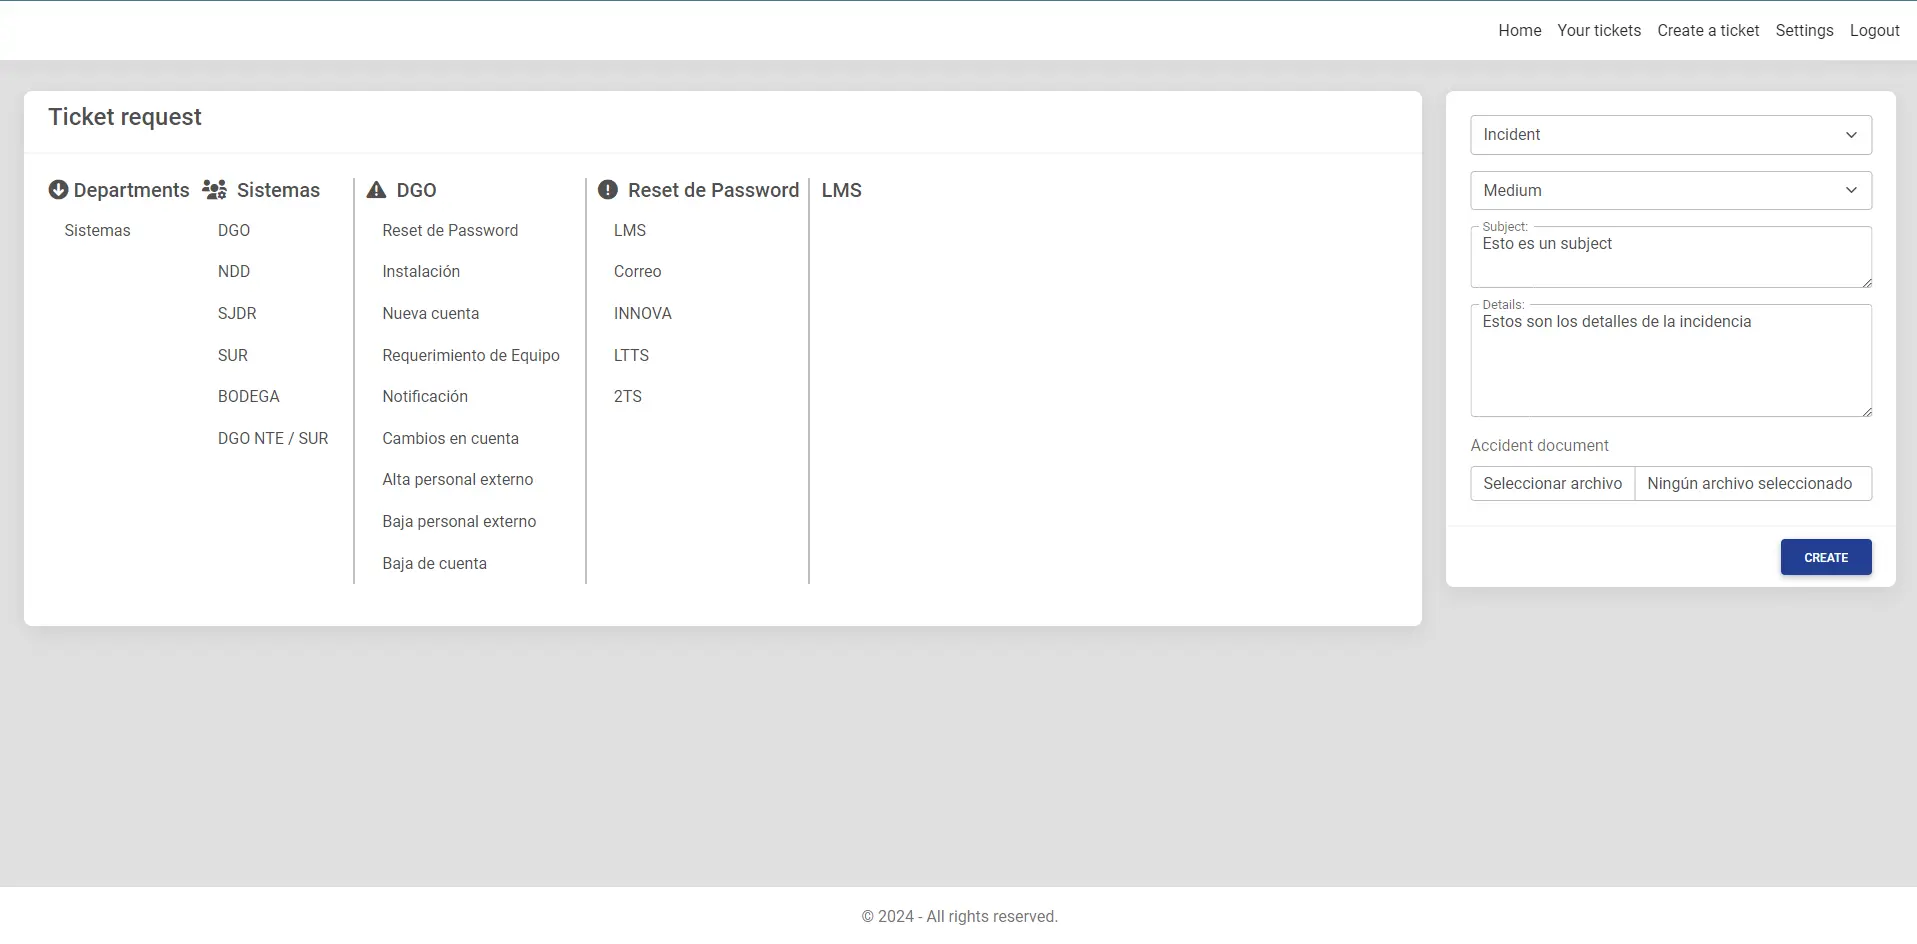 Home Your tickets Create a ticket Settings Logout
Ticket request
Departments
Sistemas
Sistemas
DGO
NDD
SJDR
SUR
BODEGA
DGO NTE / SUR
DGO
Reset de Password
Instalación
Nueva cuenta
Requerimiento de Equipo
Notificación
Cambios en cuenta
Alta personal externo
Baja personal externo
Baja de cuenta
Reset de Password
LMS
Correo
INNOVA
LTTS
2TS
LMS
Incident
Medium
Subject:
Esto es un subject
Details:
Estos son los detalles de la incidencia
Accident document
Seleccionar archivo Ningún archivo seleccionado
CREATE
© 2024 - All rights reserved.